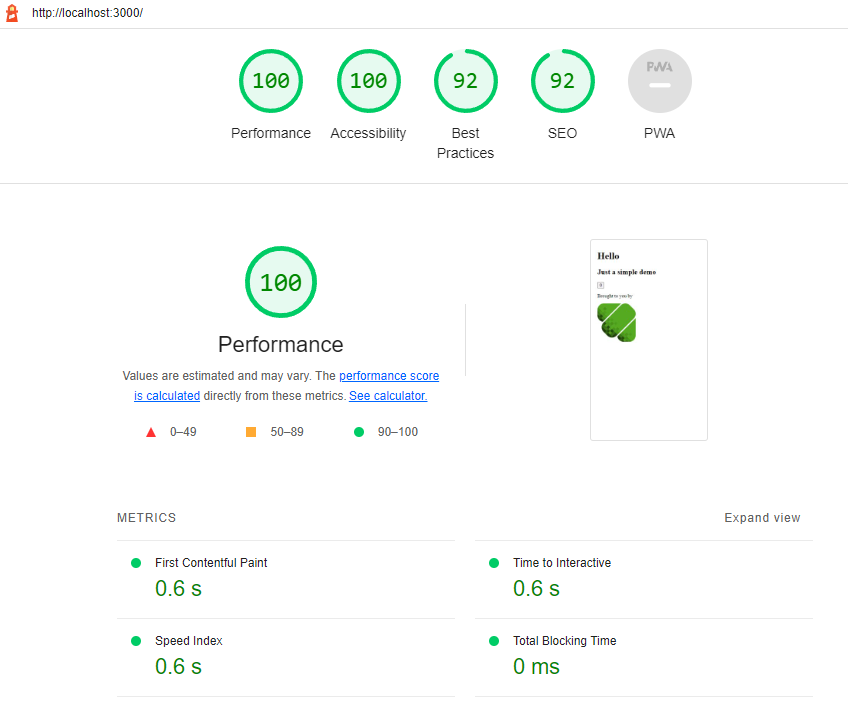 http://localhost:3000/
100
100
92
92
PWA
Performance
Accessibility
Best
Practices
SEO
PWA
100
Performance
Values are estimated and may vary. The performance score
is calculated directly from these metrics. See calculator.
0–49
50–89
90–100
Hello
Just a simple demo
Brought to you by
METRICS
Expand view
First Contentful Paint
0.6 s
Time to Interactive
0.6 s
Speed Index
0.6 s
Total Blocking Time
0 ms